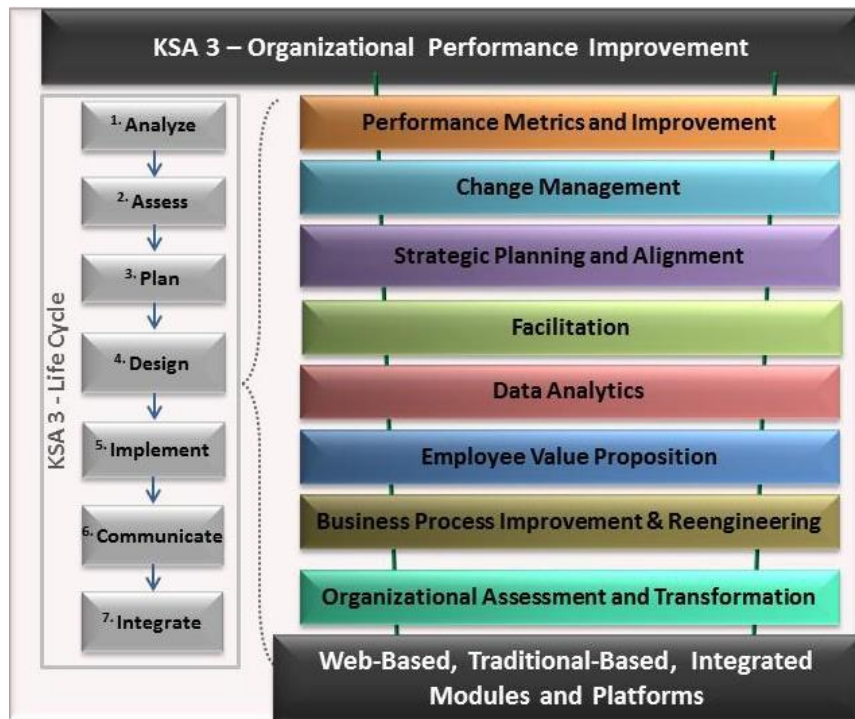 KSA 3 – Organizational Performance Improvement
KSA 3 - Life Cycle
1. Analyze
2. Assess
3. Plan
4. Design
5. Implement
6. Communicate
7. Integrate
Performance Metrics and Improvement
Change Management
Strategic Planning and Alignment
Facilitation
Data Analytics
Employee Value Proposition
Business Process Improvement & Reengineering
Organizational Assessment and Transformation
Web-Based, Traditional-Based, Integrated
Modules and Platforms